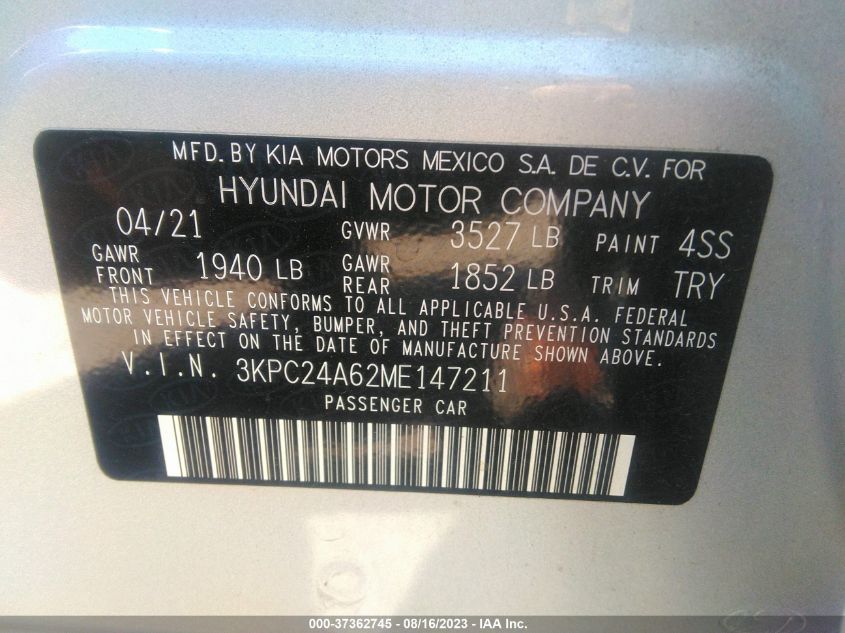 MFD. BY KIA MOTORS MEXICO S.A. DE C.V. FOR
HYUNDAI MOTOR COMPANY
04/21 GVWR 3527 LB PAINT 4SS
GAWR FRONT 1940 LB GAWR REAR 1852 LB TRIM TRY
THIS VEHICLE CONFORMS TO ALL APPLICABLE U.S.A. FEDERAL
MOTOR VEHICLE SAFETY, BUMPER, AND THEFT PREVENTION STANDARDS
IN EFFECT ON THE DATE OF MANUFACTURE SHOWN ABOVE.
V.I.N. 3KPC24A62ME147211
PASSENGER CAR
000-37362745 - 08/16/2023 - IAA Inc.